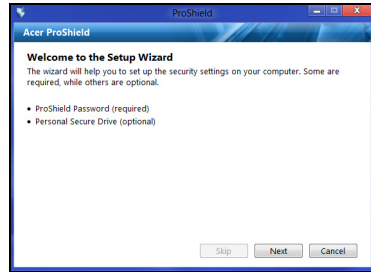 ProShield
Acer ProShield
Welcome to the Setup Wizard
The wizard will help you to set up the security settings on your computer. Some are
required, while others are optional.
• ProShield Password (required)
• Personal Secure Drive (optional)
Skip Next Cancel